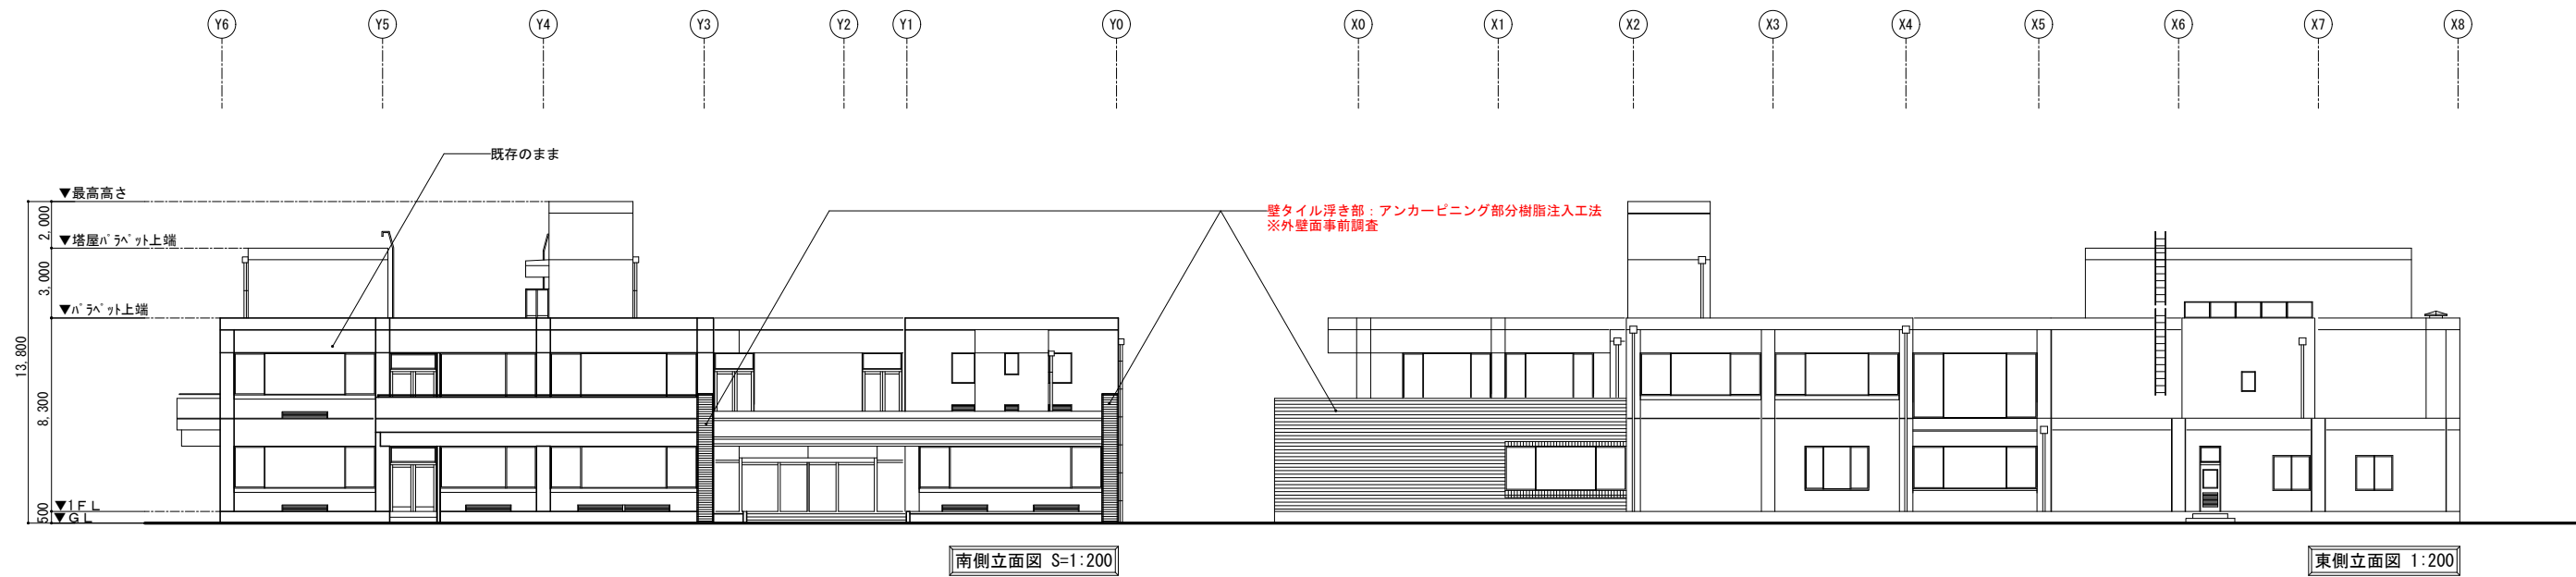 Y6 Y5 Y4 Y3 Y2 Y1 Y0 X0 X1 X2 X3 X4 X5 X6 X7 X8
既存のまま
▼最高高さ
2,000
壁タイル浮き部：アンカーピニング部分樹脂注入工法
※外壁面事前調査
▼塔屋パラペット上端
3,000
▼パラペット上端
13,800
8,300
▼1FL
500
▼GL
南側立面図 S=1:200
東側立面図 1:200